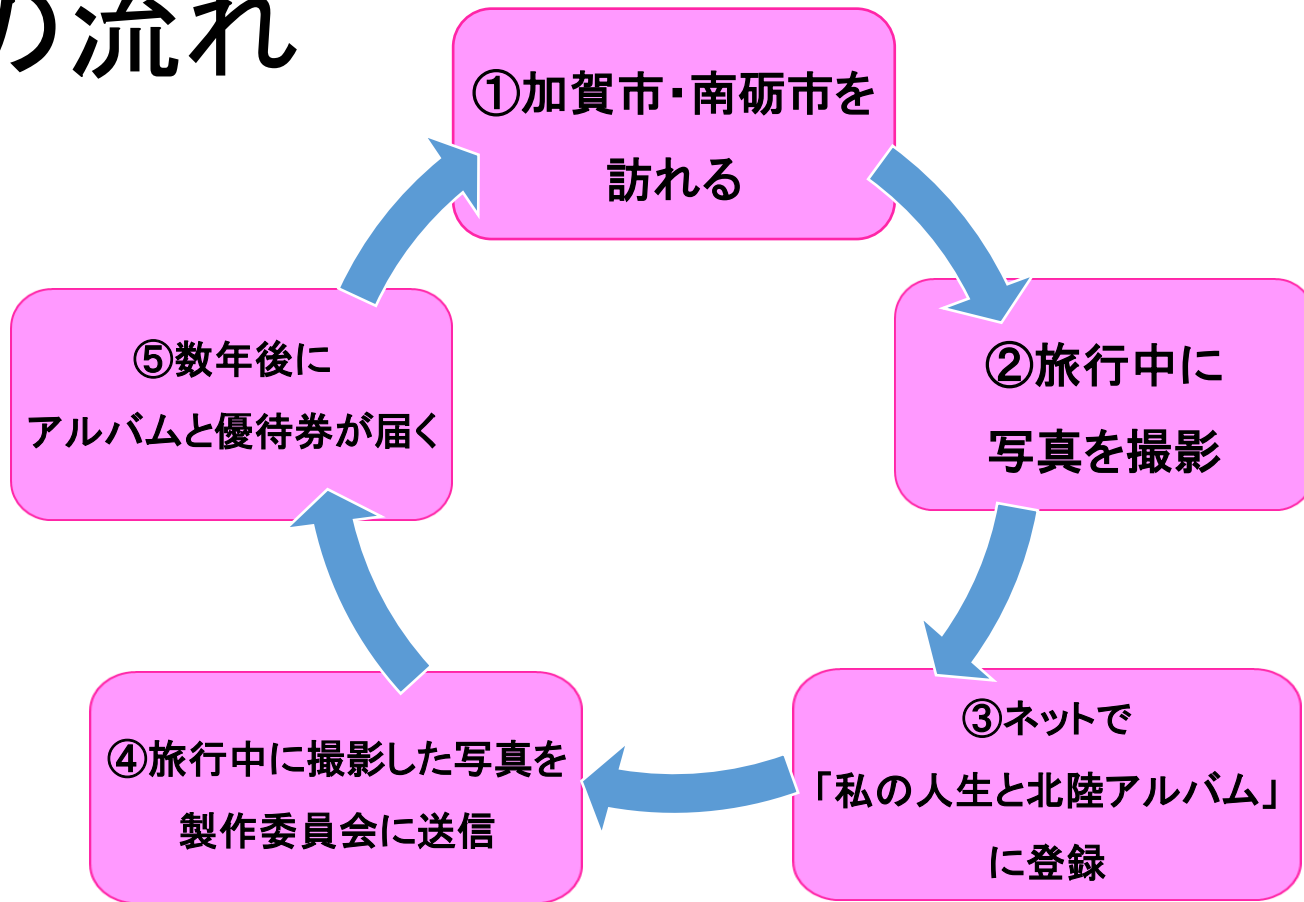 の流れ
①加賀市・南砺市を
訪れる
②旅行中に
写真を撮影
③ネットで
「私の人生と北陸アルバム」
に登録
④旅行中に撮影した写真を
製作委員会に送信
⑤数年後に
アルバムと優待券が届く